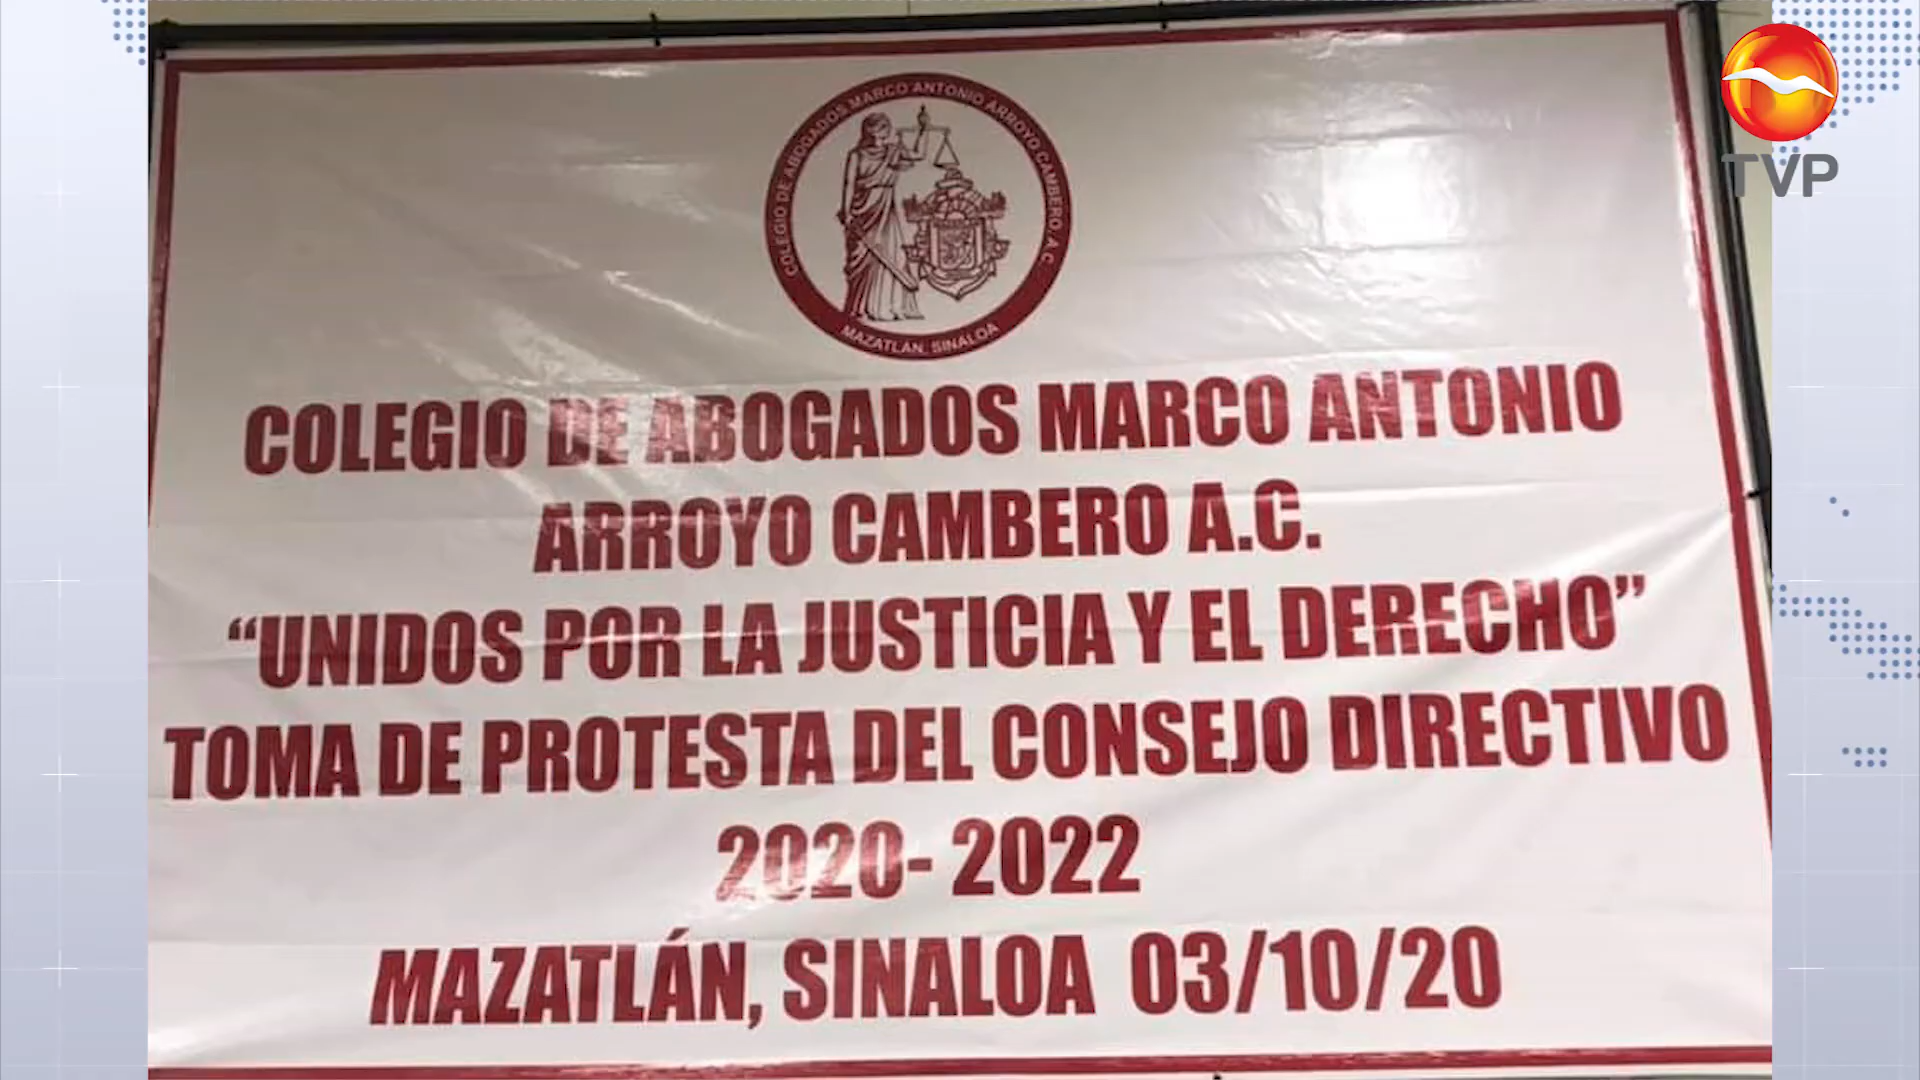 COLEGIO DE ABOGADOS MARCO ANTONIO ARROYO CAMBERO A.C.
MAZATLAN, SINALOA
TVP
COLEGIO DE ABOGADOS MARCO ANTONIO
ARROYO CAMBERO A.C.
“UNIDOS POR LA JUSTICIA Y EL DERECHO”
TOMA DE PROTESTA DEL CONSEJO DIRECTIVO
2020- 2022
MAZATLÁN, SINALOA 03/10/20